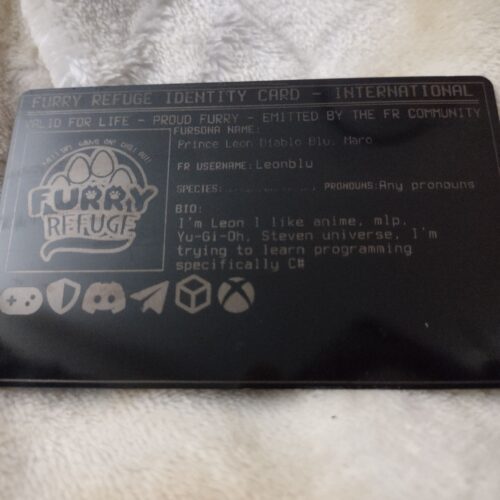 FURRY REFUGE IDENTITY CARD - INTERNATIONAL
VALID FOR LIFE - PROUD FURRY - EMITTED BY THE FR COMMUNITY
FURSONA NAME:
Prince Leon Diablo Blu. Maro
FR USERNAME: Leonblu
SPECIES:
PRONOUNS: Any pronouns
BIO:
I'm Leon I like anime, mlp,
Yu-Gi-Oh, Steven universe, I'm
trying to learn programming
specifically C#
FURRY
REFUGE